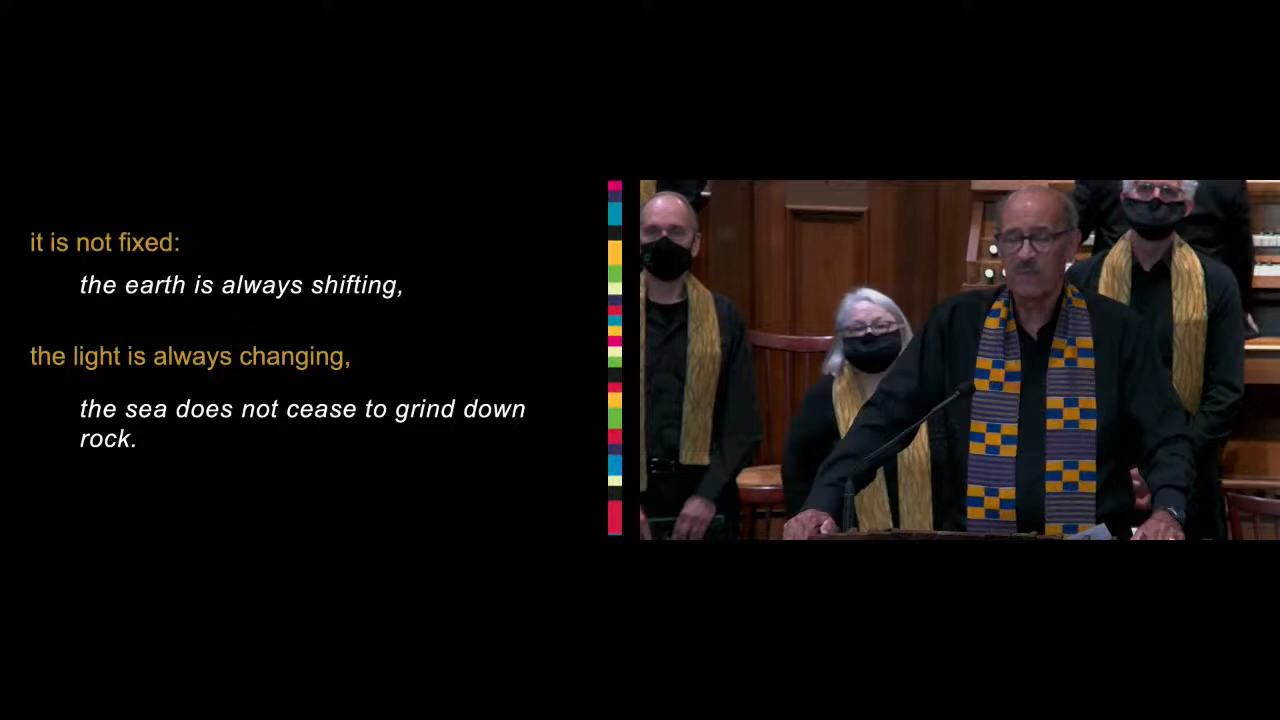 it is not fixed:
the earth is always shifting,
the light is always changing,
the sea does not cease to grind down
rock.